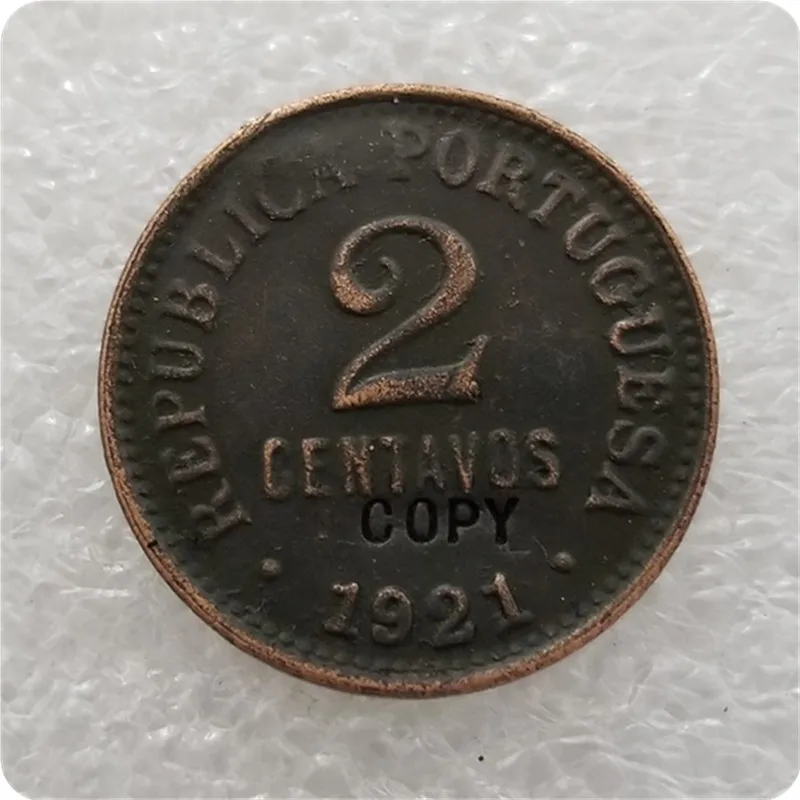 REPUBLICA PORTUGUESA
2
CENTAVOS
COPY
• 1921 •